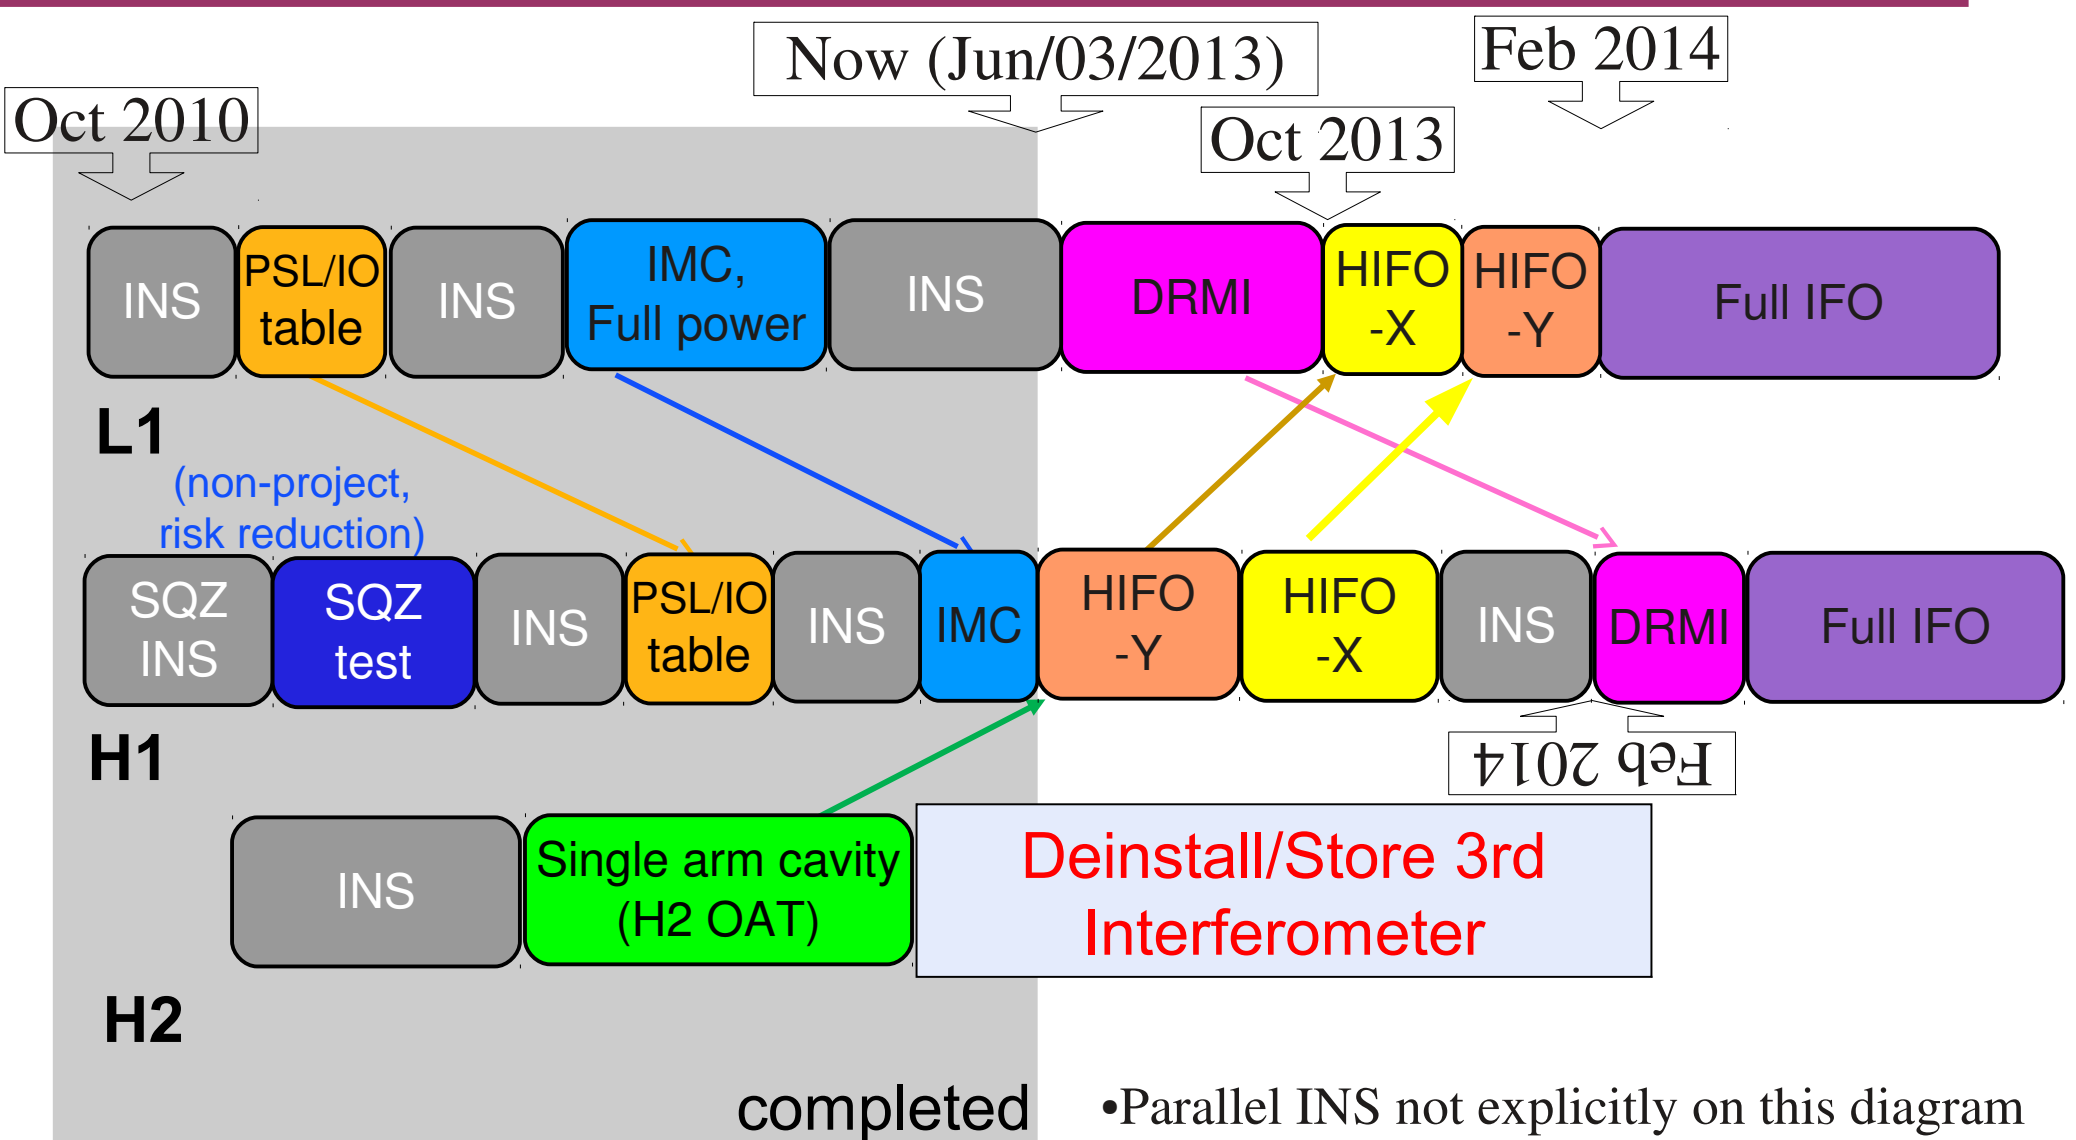 Now (Jun/03/2013)
Feb 2014
Oct 2010
Oct 2013
INS
PSL/IO
table
INS
IMC,
Full power
INS
DRMI
HIFO
-X
HIFO
-Y
Full IFO
L1
(non-project,
risk reduction)
SQZ
INS
SQZ
test
INS
PSL/IO
table
INS
IMC
HIFO
-Y
HIFO
-X
INS
DRMI
Full IFO
H1
Feb 2014
INS
Single arm cavity
(H2 OAT)
Deinstall/Store 3rd
Interferometer
H2
completed
•Parallel INS not explicitly on this diagram